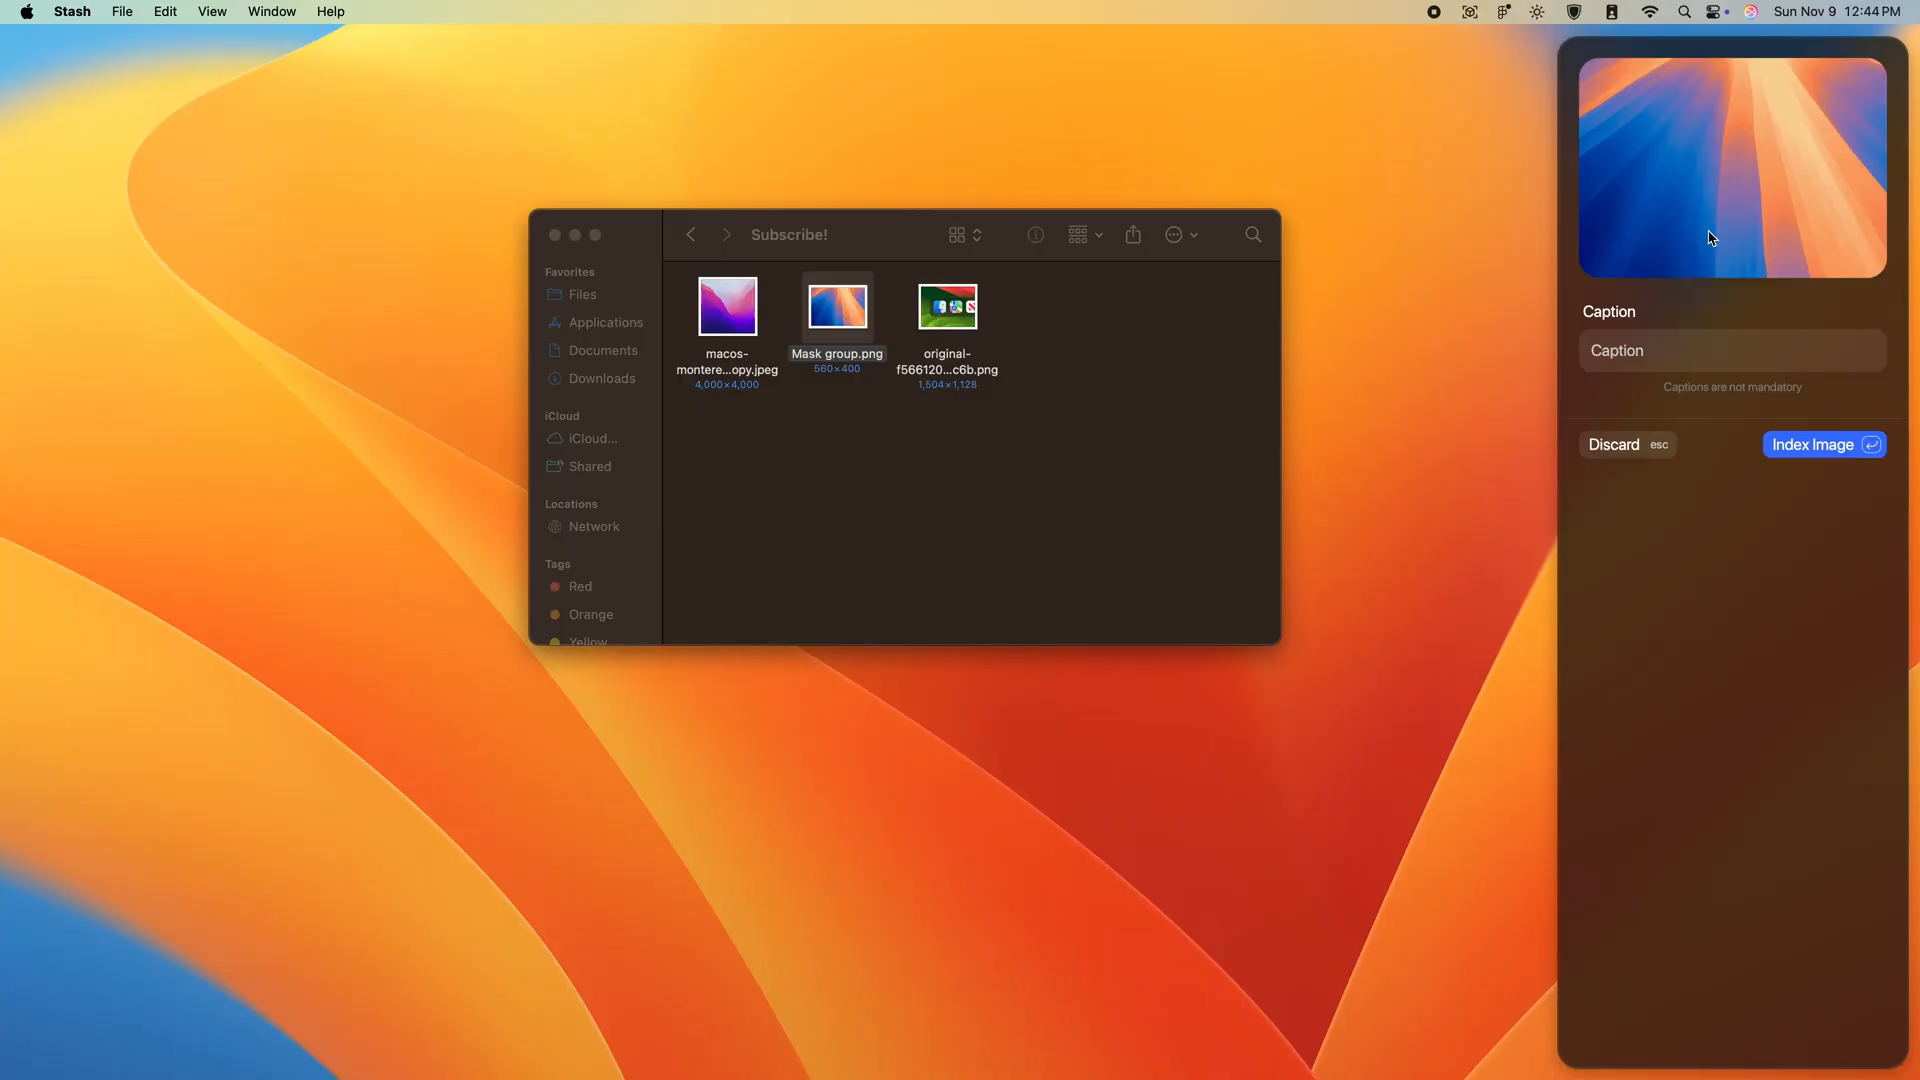 Stash File Edit View Window Help
Sun Nov 9 12:44 PM
Subscribe!
Favorites
Files
Applications
Documents
Downloads
iCloud
iCloud...
Shared
Locations
Network
Tags
Red
Orange
Yellow
macos-
montere...opy.jpeg
4,000×4,000
Mask group.png
560×400
original-
f566120...c6b.png
1,504×1,128
Caption
Caption
Captions are not mandatory
Discard esc
Index Image